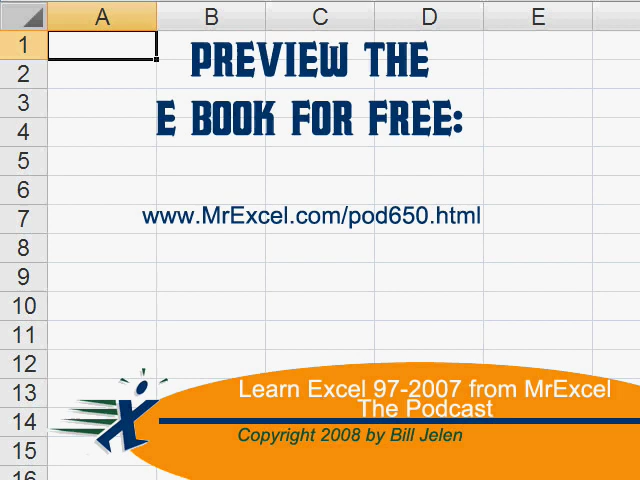 A B C D E
1
PREVIEW THE
2
3
E BOOK FOR FREE:
4
5
6
7
www.MrExcel.com/pod650.html
8
9
10
11
12
13
Learn Excel 97-2007 from MrExcel
The Podcast
14
Copyright 2008 by Bill Jelen
15
16